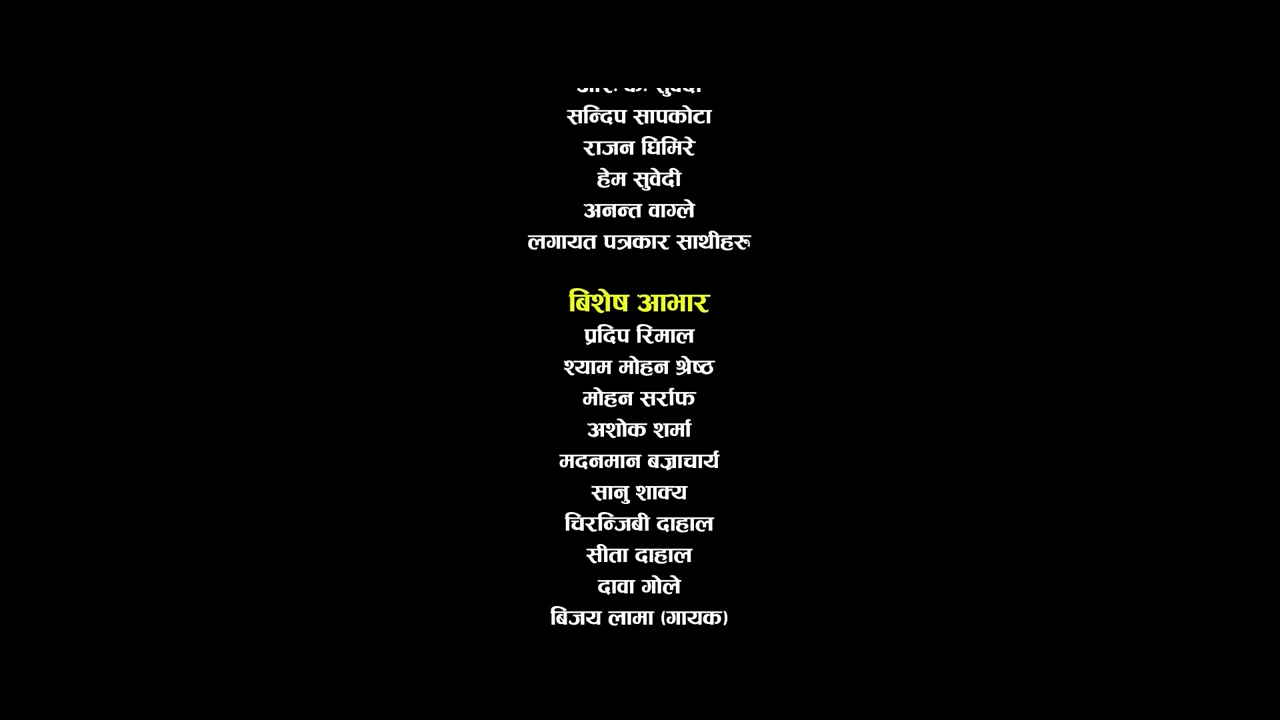 सन्दिप सापकोटा
राजन घिमिरे
हेम सुवेदी
अनन्त वाग्ले
लगायत पत्रकार साथीहरु
बिशेष आभार
प्रदिप रिमाल
श्याम मोहन श्रेष्ठ
मोहन सर्राफ
अशोक शर्मा
मदनमान बज्राचार्य
सानु शाक्य
चिरन्जिबी दाहाल
सीता दाहाल
दावा गोले
बिजय लामा (गायक)